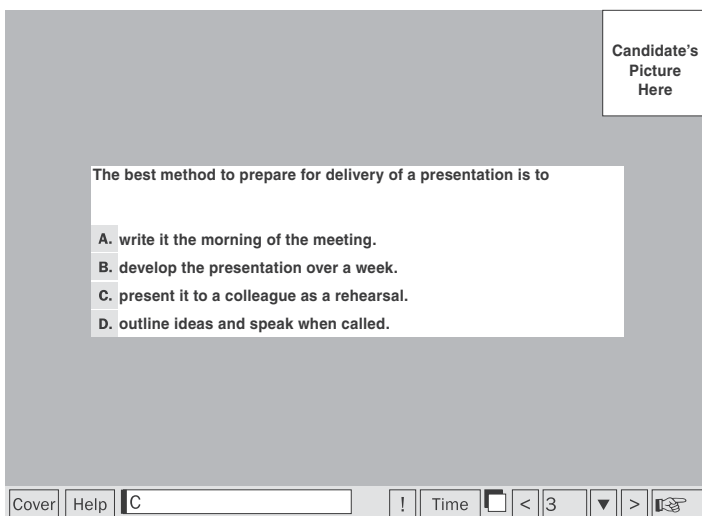 Candidate's
Picture
Here
The best method to prepare for delivery of a presentation is to
A. write it the morning of the meeting.
B. develop the presentation over a week.
C. present it to a colleague as a rehearsal.
D. outline ideas and speak when called.
Cover Help C ! Time < 3 ▼ > ☞